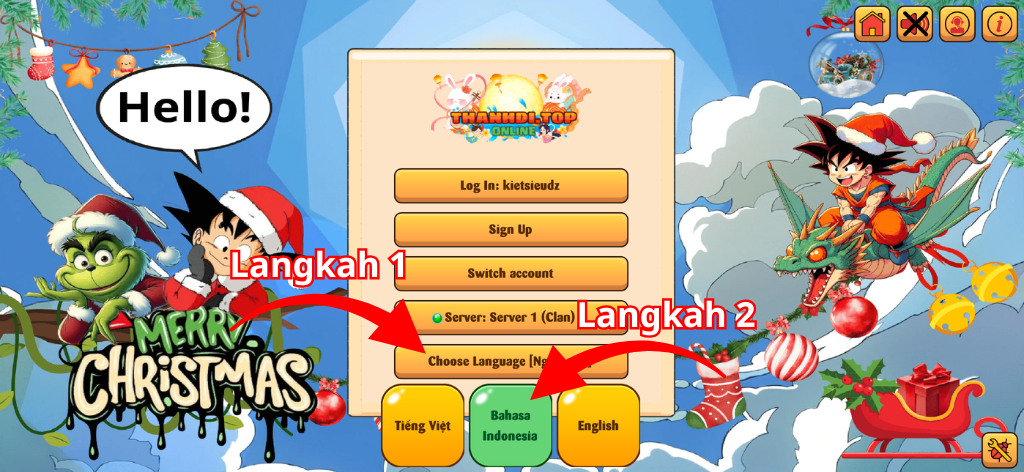 Hello!
THANHDI.TOP
ONLINE
Log In: kietsieudz
Sign Up
Langkah 1
Switch account
Server: Server 1 (Clan)
Langkah 2
MERRY
CHRISTMAS
Choose Language [Ng
Tiếng Việt
Bahasa
Indonesia
English